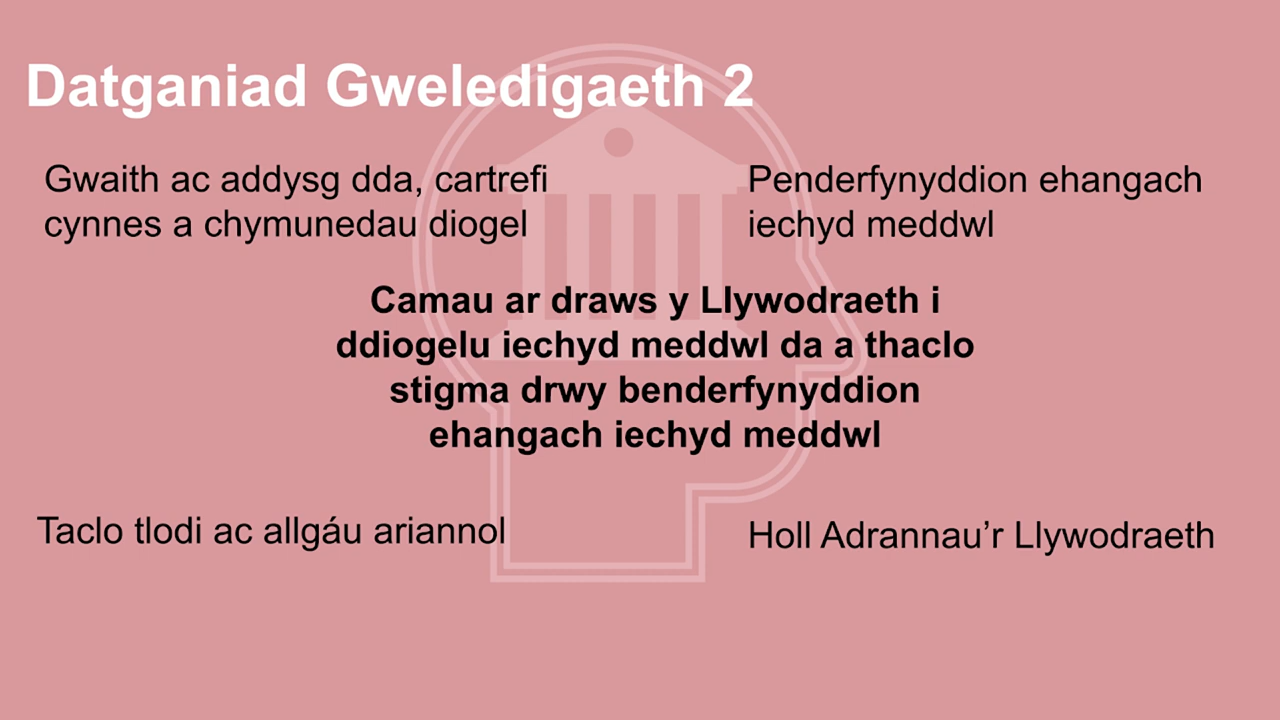 Datganiad Gweledigaeth 2
Gwaith ac addysg dda, cartrefi
cynnes a chymunedau diogel
Penderfynyddion ehangach
iechyd meddwl
Camau ar draws y Llywodraeth i
ddiogelu iechyd meddwl da a thaclo
stigma drwy benderfynyddion
ehangach iechyd meddwl
Taclo tlodi ac allgáu ariannol
Holl Adrannau’r Llywodraeth